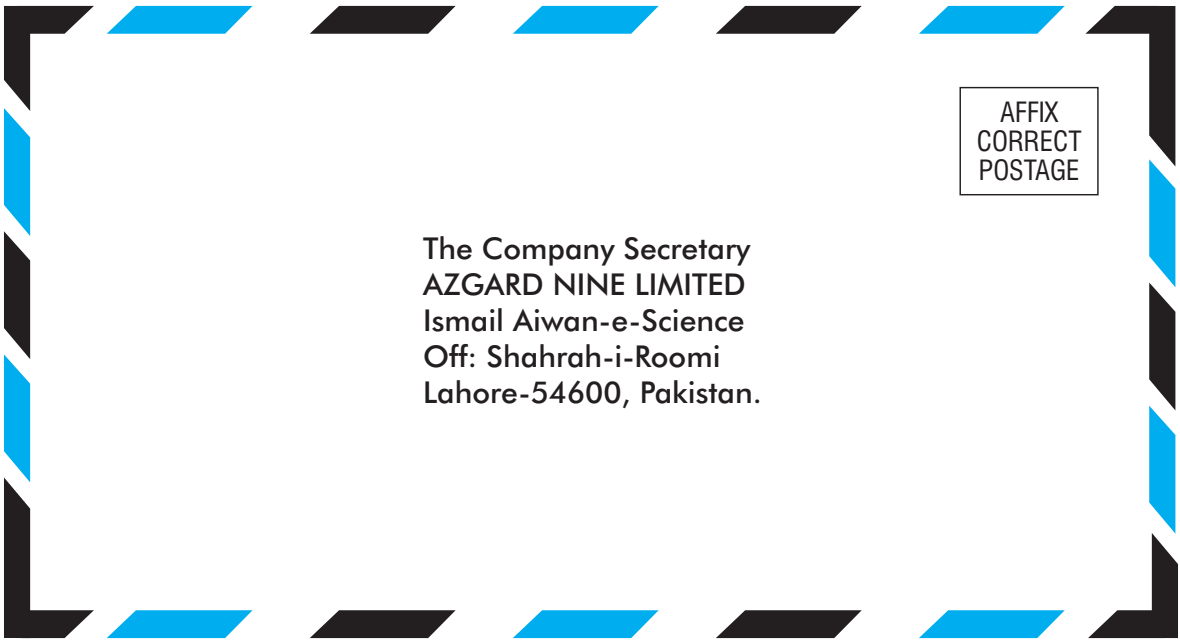 AFFIX
CORRECT
POSTAGE
The Company Secretary
AZGARD NINE LIMITED
Ismail Aiwan-e-Science
Off: Shahrah-i-Roomi
Lahore-54600, Pakistan.